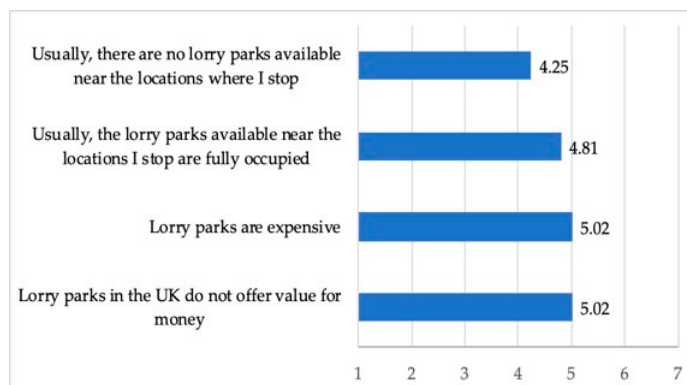 Usually, there are no lorry parks available
near the locations where I stop
4.25
Usually, the lorry parks available near the
locations I stop are fully occupied
4.81
Lorry parks are expensive
5.02
Lorry parks in the UK do not offer value for
money
5.02
1 2 3 4 5 6 7